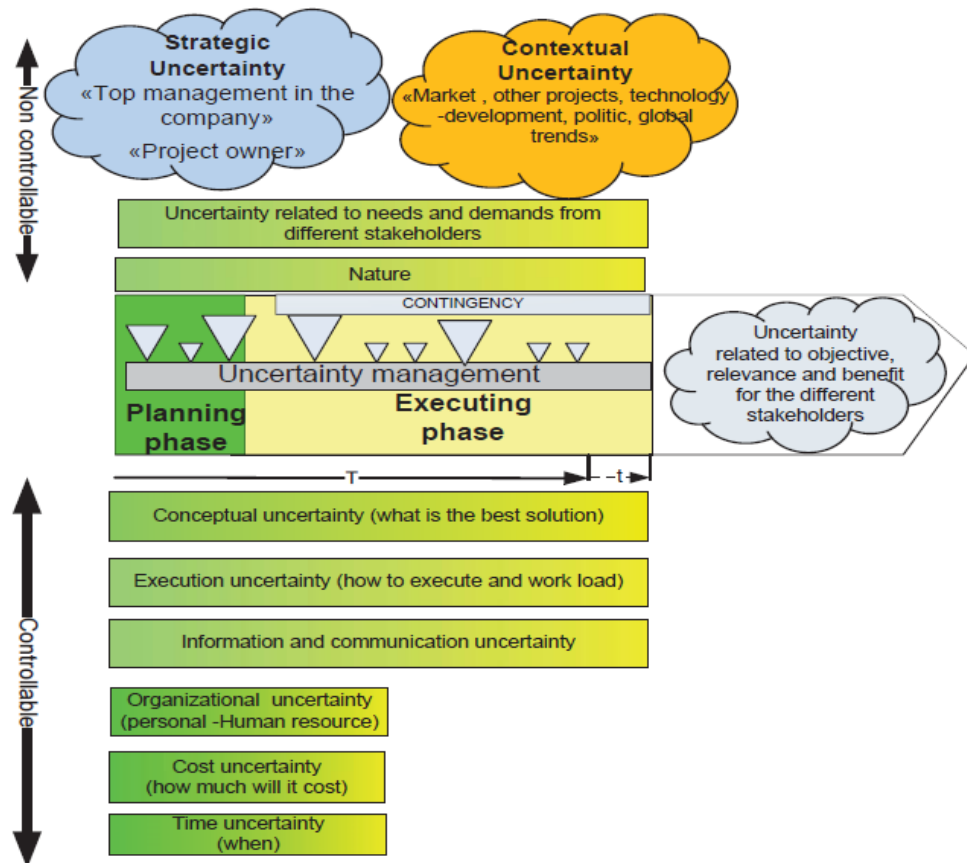 Non controllable
Strategic
Uncertainty
«Top management in the
company»
«Project owner»
Contextual
Uncertainty
«Market , other projects, technology
-development, politic, global
trends»
Uncertainty related to needs and demands from
different stakeholders
Nature
CONTINGENCY
Uncertainty management
Planning
phase
Executing
phase
Uncertainty
related to objective,
relevance and benefit
for the different
stakeholders
T
t
Controllable
Conceptual uncertainty (what is the best solution)
Execution uncertainty (how to execute and work load)
Information and communication uncertainty
Organizational uncertainty
(personal -Human resource)
Cost uncertainty
(how much will it cost)
Time uncertainty
(when)